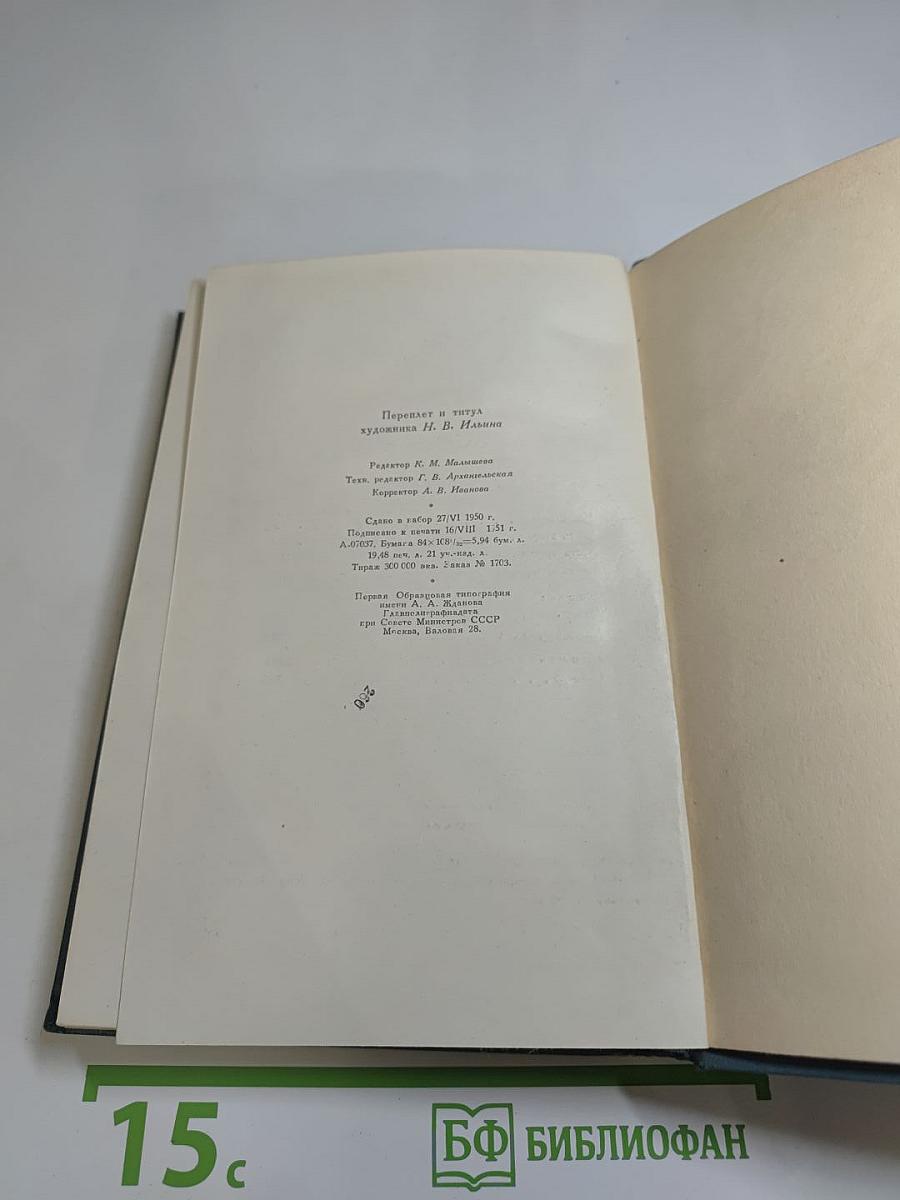 Переплет и титул
художника Н. В. Ильина
Редактор К. М. Малышева
Техн. редактор Г. В. Архангельская
Корректор А. В. Иванова
*
Сдано в набор 27/VI 1950 г.
Подписано к печати 16/VIII 1951 г.
А.07037. Бумага 84×108¹/₃₂=5,94 бум. л.
19,48 печ. л. 21 уч.-изд. л.
Тираж 300 000 экз. Заказ № 1703.
*
Первая Образцовая типография
имени А. А. Жданова
Главполиграфиздата
при Совете Министров СССР
Москва, Валовая 28.
260
15 с
БФ БИБЛИОФАН